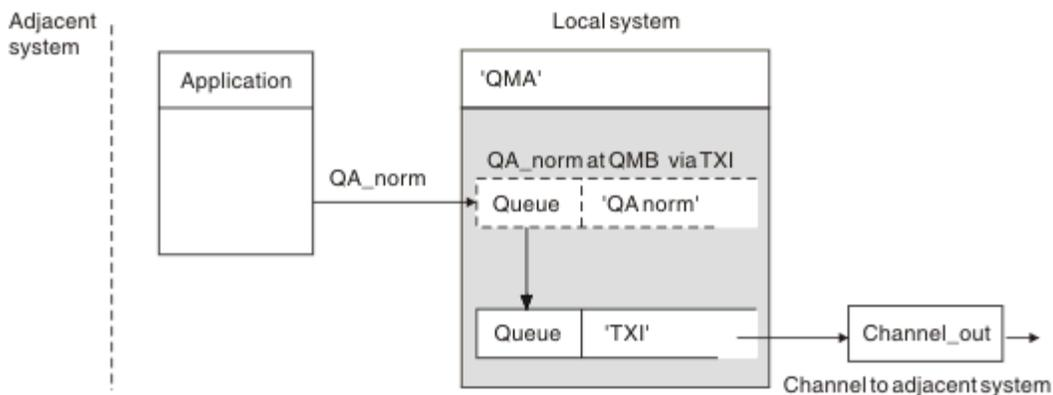 Adjacent
system
Local system
Application
'QMA'
QA_norm at QMB via TXI
QA_norm
Queue
'QA norm'
Queue
'TXI'
Channel_out
Channel to adjacent system